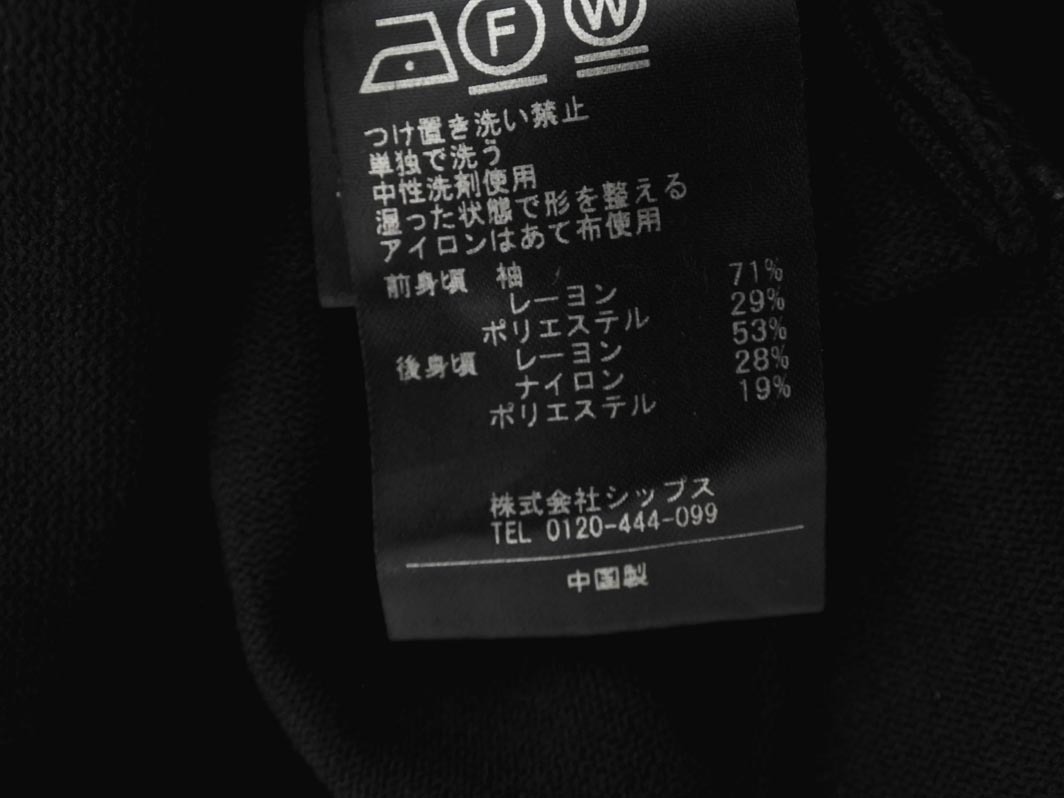 F W
つけ置き洗い禁止
単独で洗う
中性洗剤使用
湿った状態で形を整える
アイロンはあて布使用
前身頃 袖
レーヨン 71%
ポリエステル 29%
後身頃 レーヨン 53%
ナイロン 28%
ポリエステル 19%
株式会社シップス
TEL 0120-444-099
中国製